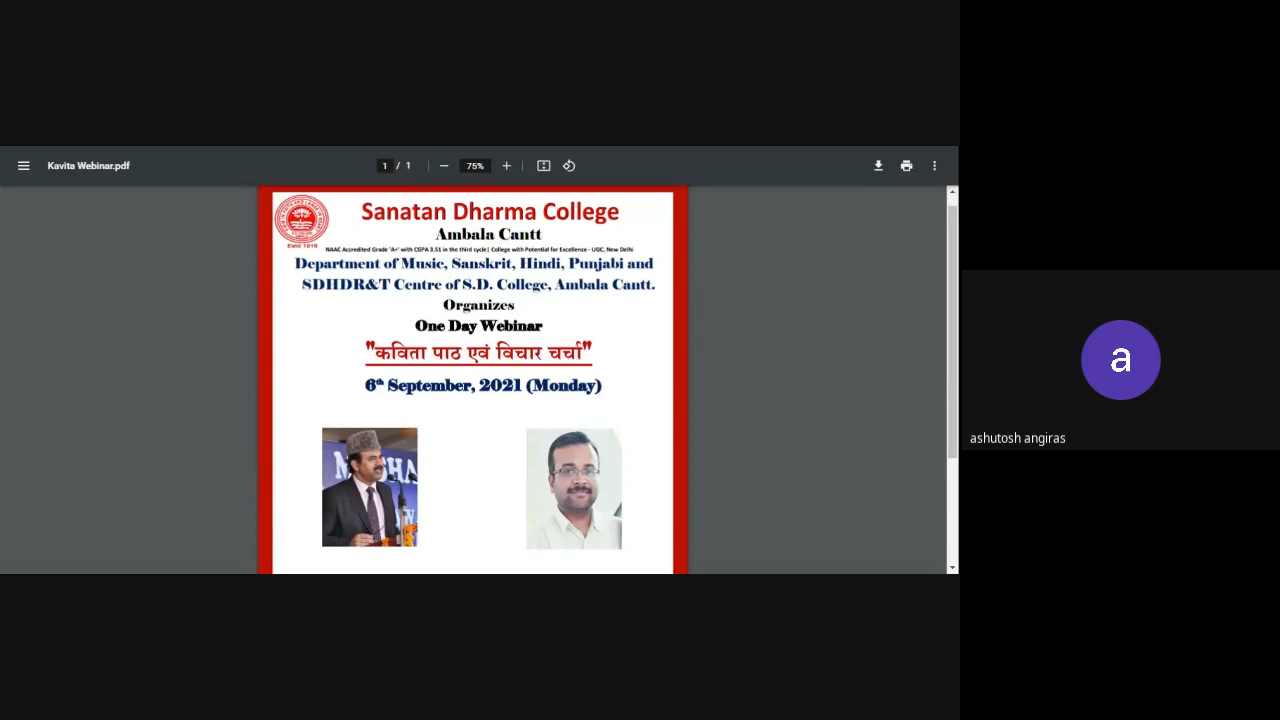 Kavita Webinar.pdf
1 / 1
75%
Sanatan Dharma College
Ambala Cantt
NAAC Accredited Grade 'A+' with CGPA 3.51 in the third cycle| College with Potential for Excellence - UGC, New Delhi
Estd 1916
Department of Music, Sanskrit, Hindi, Punjabi and
SDHDR&T Centre of S.D. College, Ambala Cantt.
Organizes
One Day Webinar
"कविता पाठ एवं विचार चर्चा"
6th September, 2021 (Monday)
a
ashutosh angiras